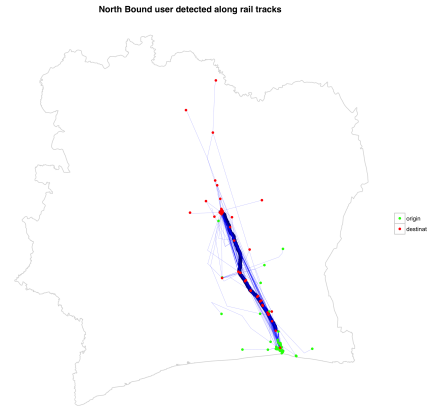 North Bound user detected along rail tracks
origin
destinat